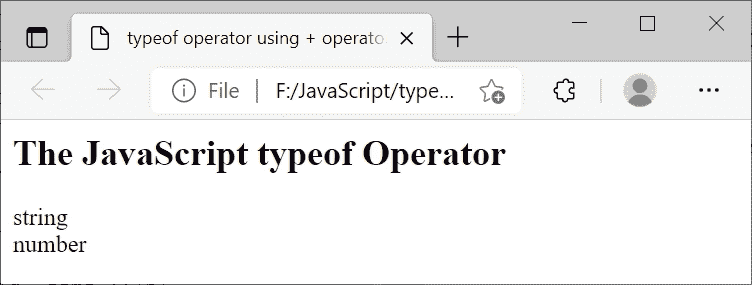 typeof operator using + operato
File
F:/JavaScript/type...
The JavaScript typeof Operator
string
number